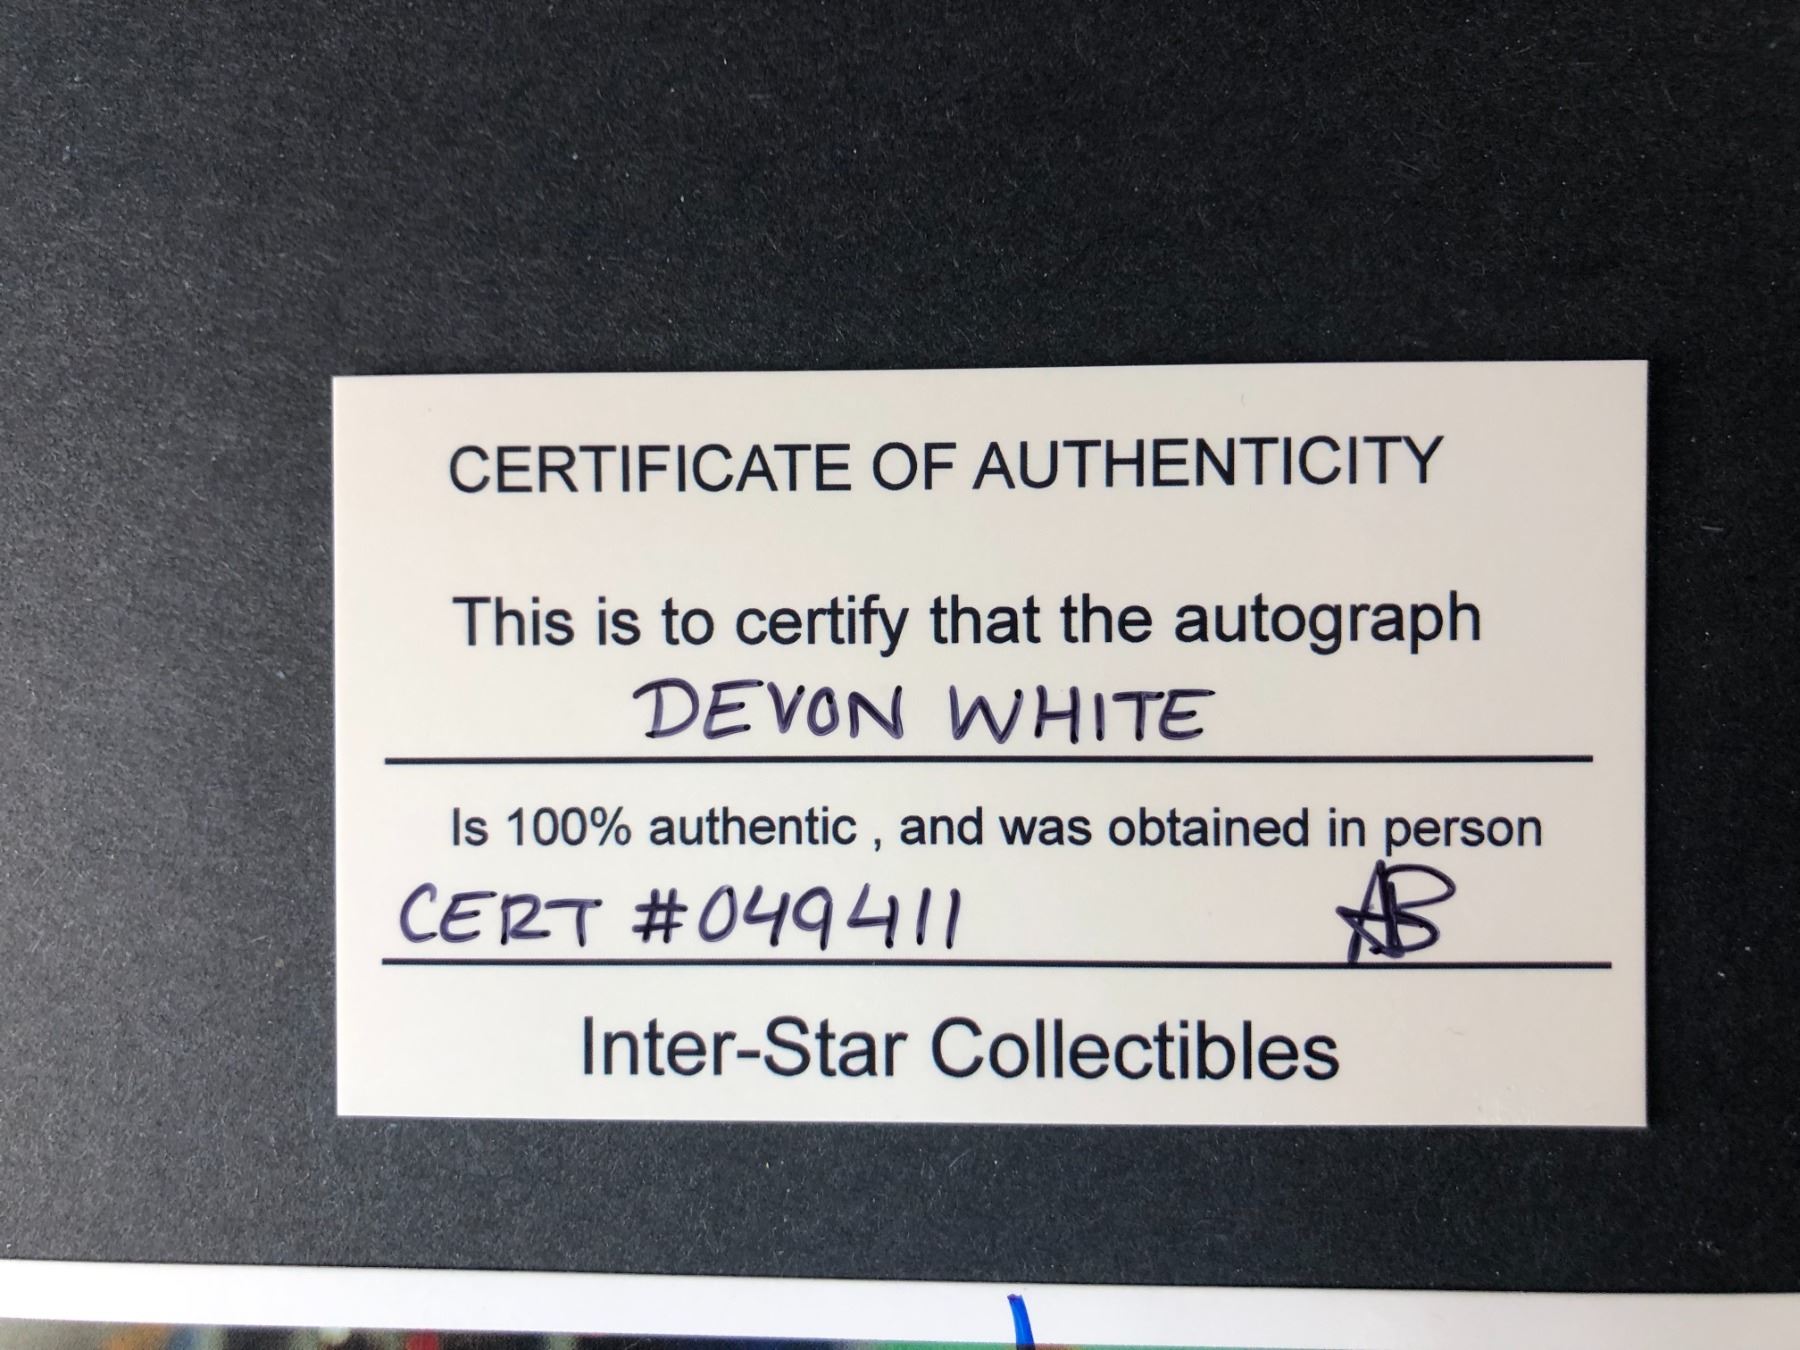 CERTIFICATE OF AUTHENTICITY
This is to certify that the autograph
DEVON WHITE
Is 100% authentic , and was obtained in person
CERT #049411 AB
Inter-Star Collectibles